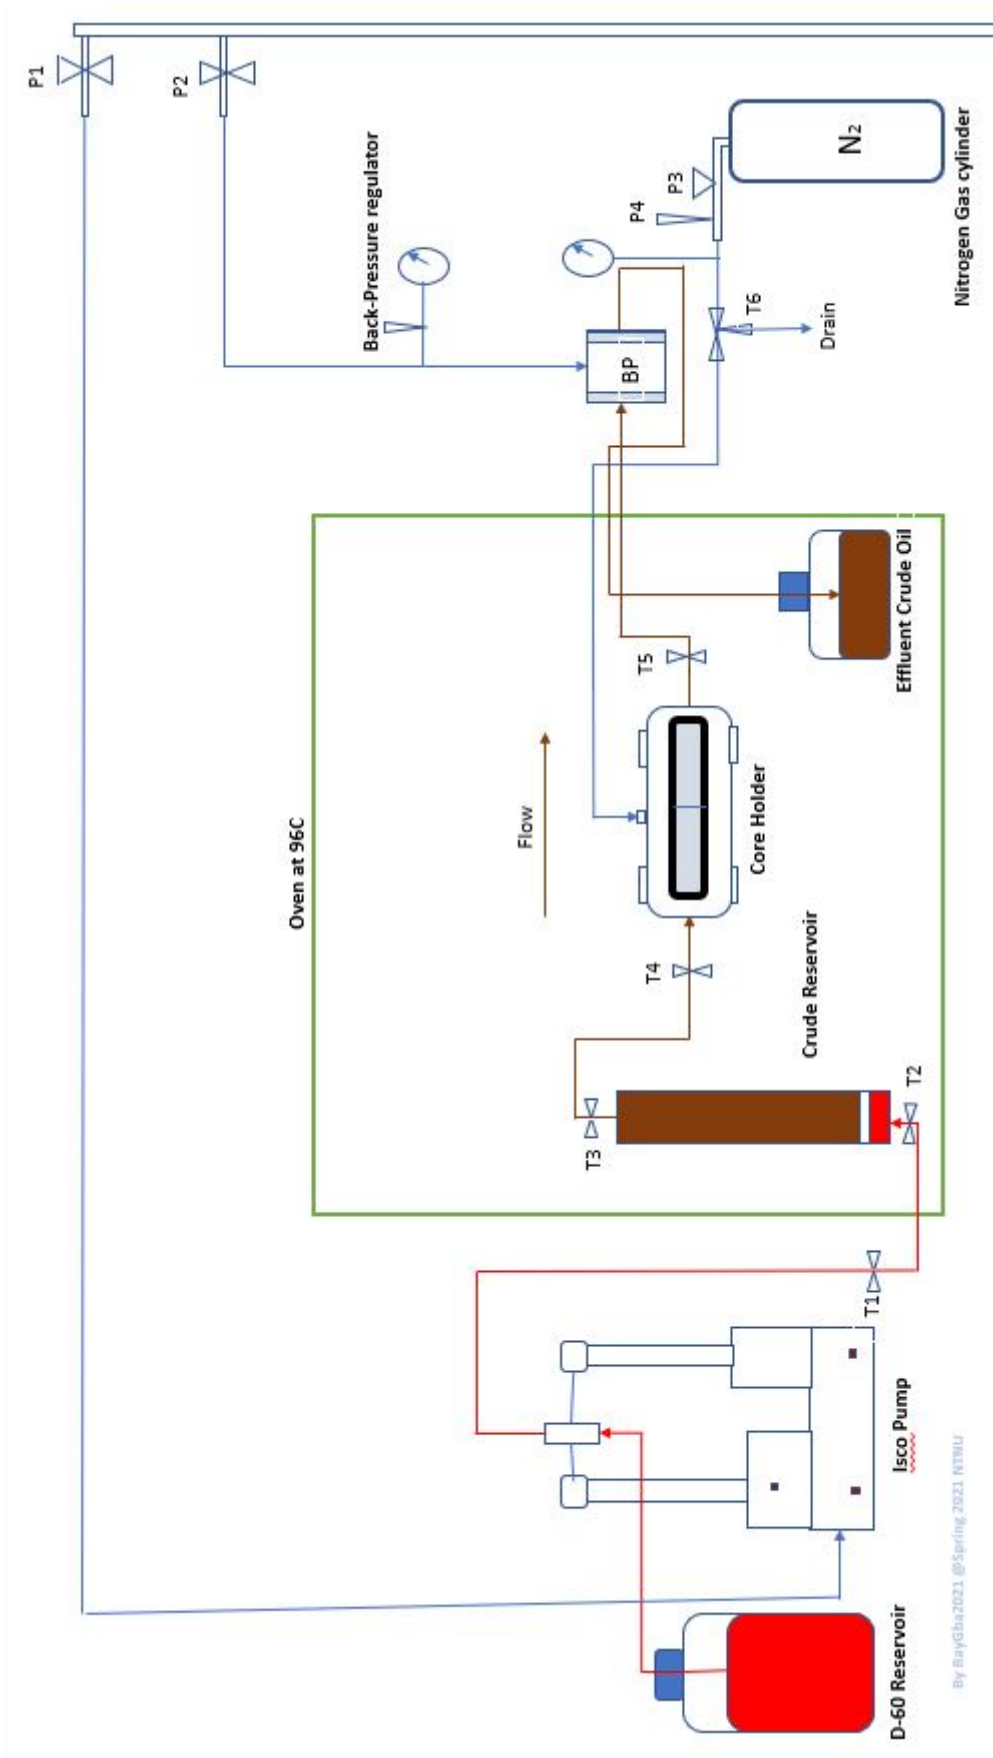 P1
P2
Back-Pressure regulator
P4
P3
N2
Nitrogen Gas cylinder
BP
T6
Drain
Oven at 96C
Flow
T5
Effluent Crude Oil
Core Holder
T4
Crude Reservoir
T3
T2
T1
Isco Pump
D-60 Reservoir
By RayGba2021 @Spring 2021 NTNU